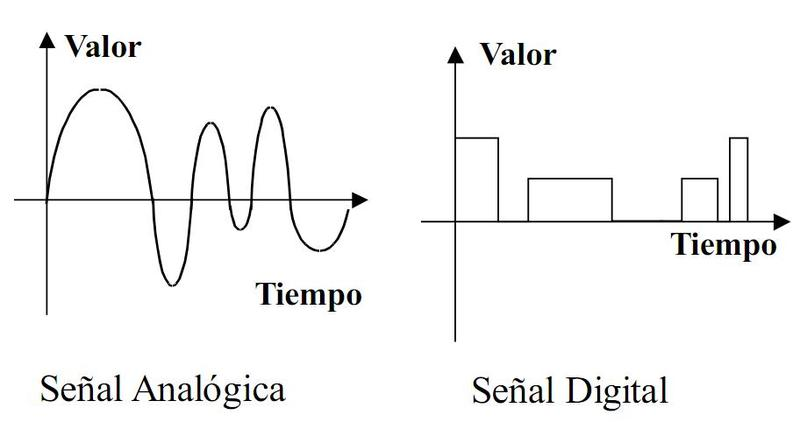 Valor
Tiempo
Señal Analógica
Valor
Tiempo
Señal Digital